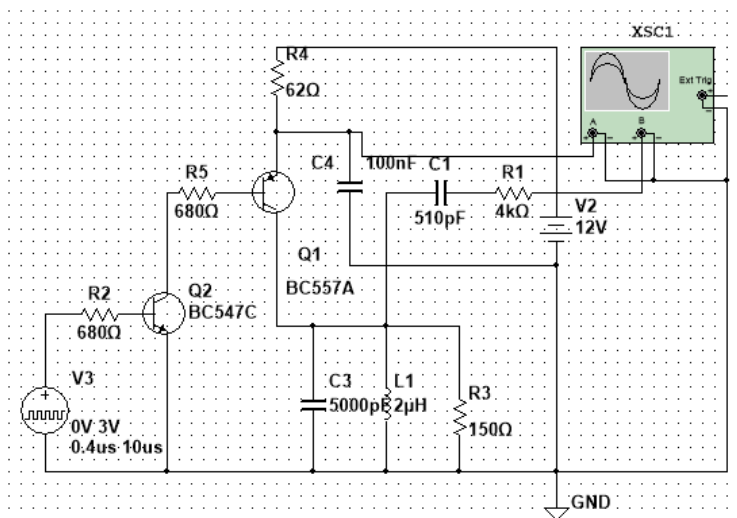 XSC1
Ext Trig
+
-
A
B
+ -
+ -
R4
62Ω
C4
100nF
C1
510pF
R1
4kΩ
V2
12V
R5
680Ω
Q1
BC557A
R2
680Ω
Q2
BC547C
V3
0V 3V
0.4us 10us
C3
5000pF
L1
2µH
R3
150Ω
GND